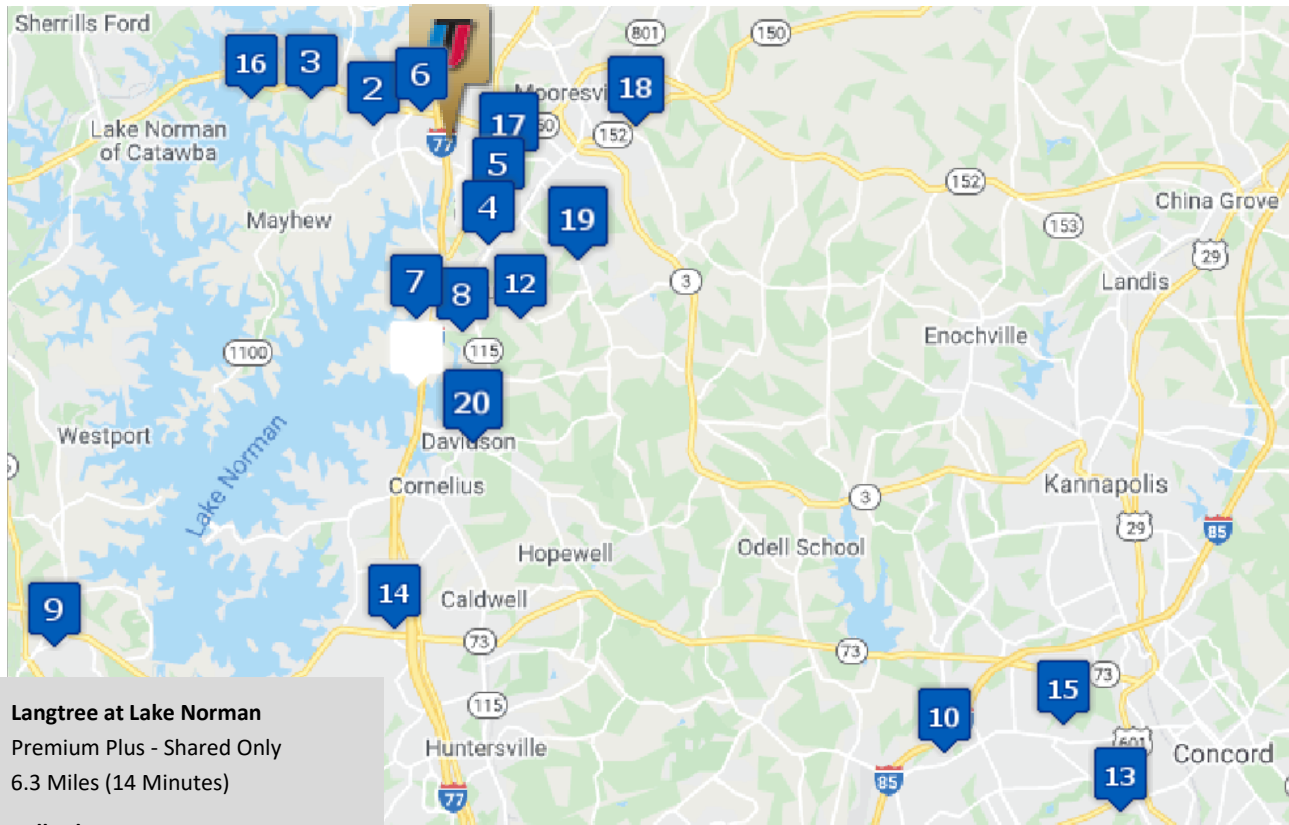 Sherrills Ford
801
150
16
3
2
6
18
Mooresvi
17
77
152
Lake Norman
of Catawba
5
152
China Grove
4
19
Mayhew
153
29
7
8
12
3
Landis
Enochville
1100
115
20
Westport
Davidson
Lake Norman
Cornelius
Kannapolis
3
29
85
Hopewell
Odell School
14
9
Caldwell
73
73
15
73
115
10
Huntersville
601
Concord
13
85
77
Langtree at Lake Norman
Premium Plus - Shared Only
6.3 Miles (14 Minutes)